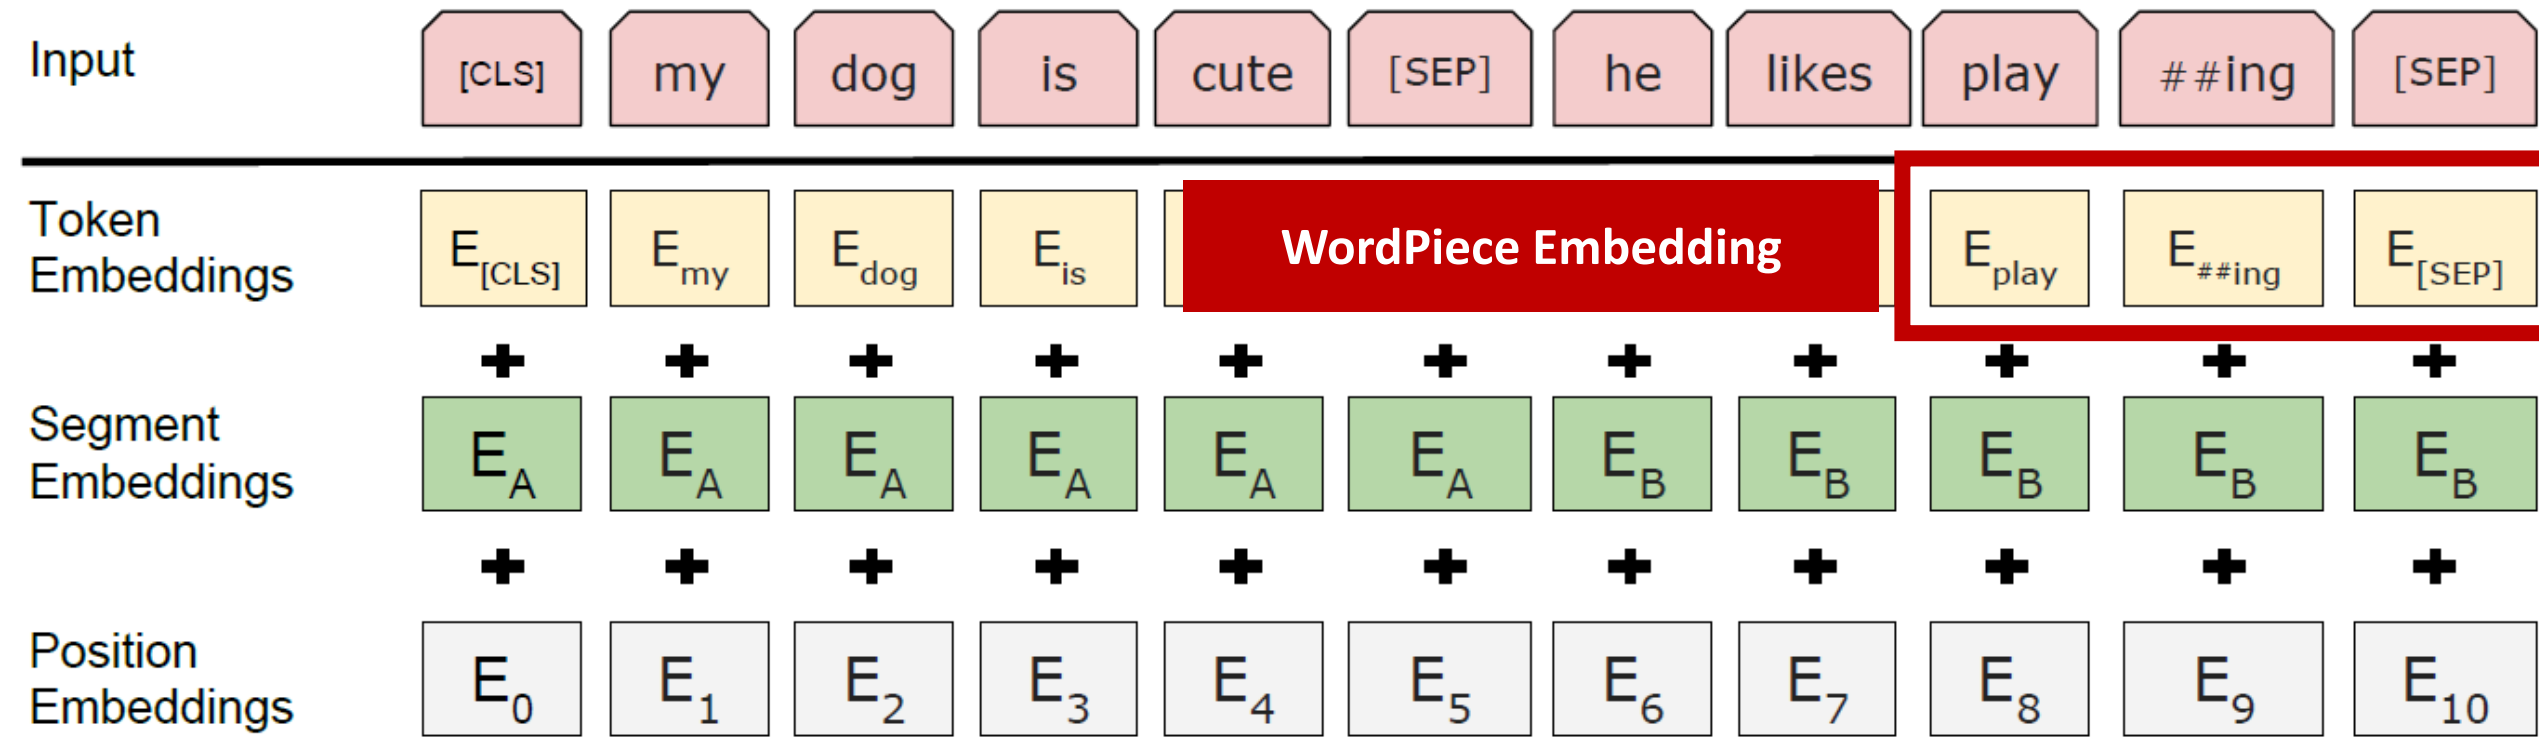 Input [CLS] my dog is cute [SEP] he likes play ##ing [SEP]
Token
Embeddings
E[CLS] Emy Edog Eis WordPiece Embedding Eplay E##ing E[SEP]
Segment
Embeddings
EA EA EA EA EA EA EB EB EB EB EB
Position
Embeddings
E0 E1 E2 E3 E4 E5 E6 E7 E8 E9 E10